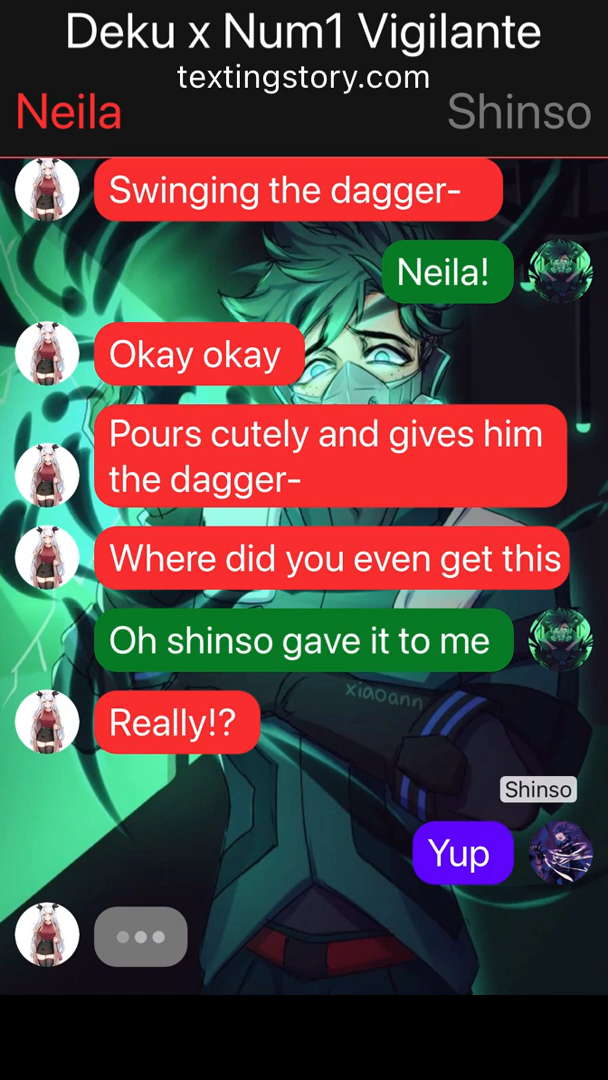 Deku x Num1 Vigilante
textingstory.com
Neila
Shinso
Swinging the dagger-
Neila!
Okay okay
Pours cutely and gives him
the dagger-
Where did you even get this
Oh shinso gave it to me
xiaoann
Really!?
Shinso
Yup